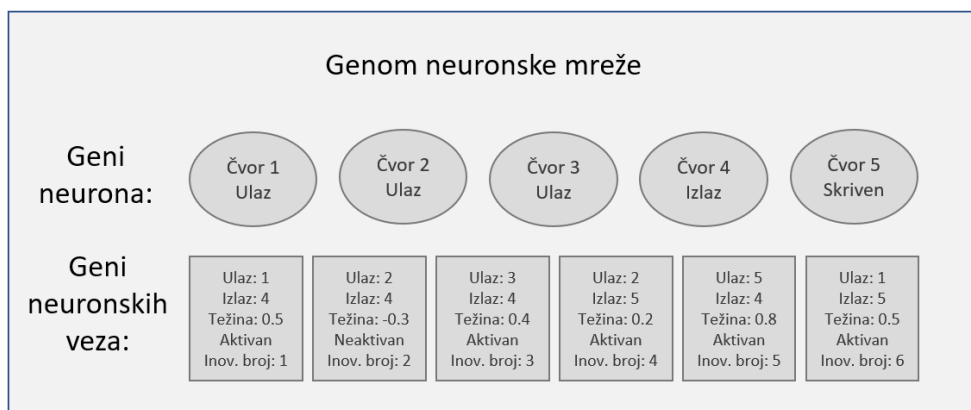 Genom neuronske mreže
Geni
neurona:
Čvor 1
Ulaz
Čvor 2
Ulaz
Čvor 3
Ulaz
Čvor 4
Izlaz
Čvor 5
Skriven
Geni
neuronskih
veza:
Ulaz: 1
Izlaz: 4
Težina: 0.5
Aktivan
Inov. broj: 1
Ulaz: 2
Izlaz: 4
Težina: -0.3
Neaktivan
Inov. broj: 2
Ulaz: 3
Izlaz: 4
Težina: 0.4
Aktivan
Inov. broj: 3
Ulaz: 2
Izlaz: 5
Težina: 0.2
Aktivan
Inov. broj: 4
Ulaz: 5
Izlaz: 4
Težina: 0.8
Aktivan
Inov. broj: 5
Ulaz: 1
Izlaz: 5
Težina: 0.5
Aktivan
Inov. broj: 6